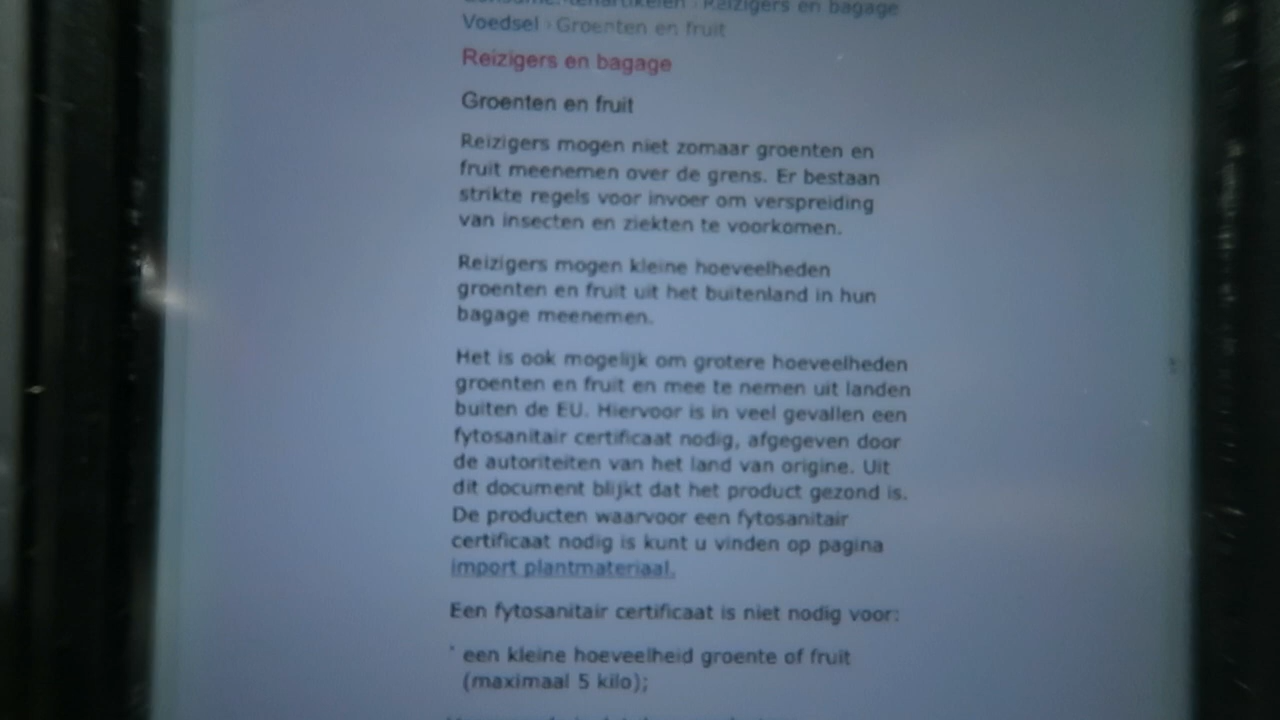 Consumentenartikelen › Reizigers en bagage
Voedsel › Groenten en fruit
Reizigers en bagage
Groenten en fruit
Reizigers mogen niet zomaar groenten en
fruit meenemen over de grens. Er bestaan
strikte regels voor invoer om verspreiding
van insecten en ziekten te voorkomen.
Reizigers mogen kleine hoeveelheden
groenten en fruit uit het buitenland in hun
bagage meenemen.
Het is ook mogelijk om grotere hoeveelheden
groenten en fruit en mee te nemen uit landen
buiten de EU. Hiervoor is in veel gevallen een
fytosanitair certificaat nodig, afgegeven door
de autoriteiten van het land van origine. Uit
dit document blijkt dat het product gezond is.
De producten waarvoor een fytosanitair
certificaat nodig is kunt u vinden op pagina
import plantmateriaal.
Een fytosanitair certificaat is niet nodig voor:
een kleine hoeveelheid groente of fruit
(maximaal 5 kilo);